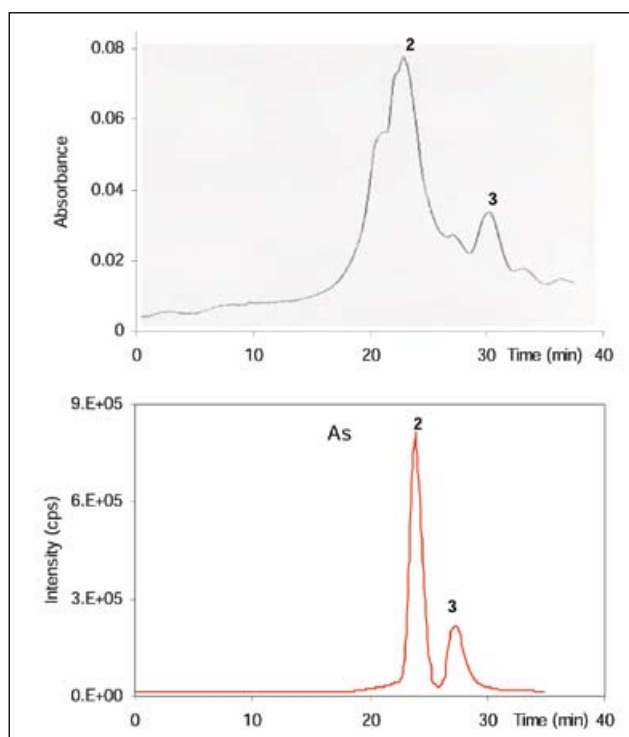 0.08
0.06
0.04
0.02
0
Absorbance
2
3
0 10 20 30 Time (min) 40
9.E+05
6.E+05
3.E+05
0.E+00
Intensity (cps)
As
2
3
0 10 20 30 Time (min) 40